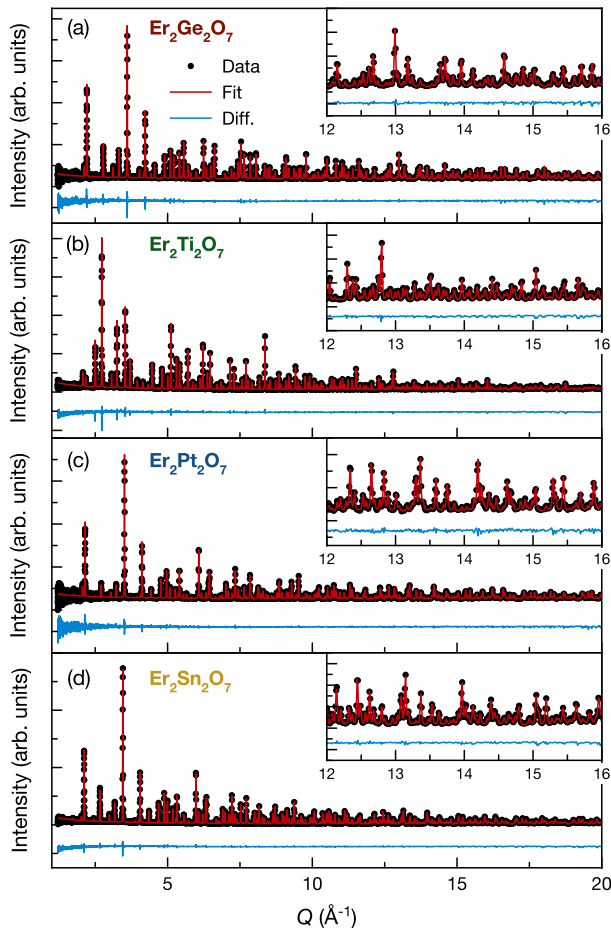 (a) Er₂Ge₂O₇
Data
Fit
Diff.
12 13 14 15 16
Intensity (arb. units)
(b) Er₂Ti₂O₇
12 13 14 15 16
Intensity (arb. units)
(c) Er₂Pt₂O₇
12 13 14 15 16
Intensity (arb. units)
(d) Er₂Sn₂O₇
12 13 14 15 16
Intensity (arb. units)
5 10 15 20
Q (Å⁻¹)